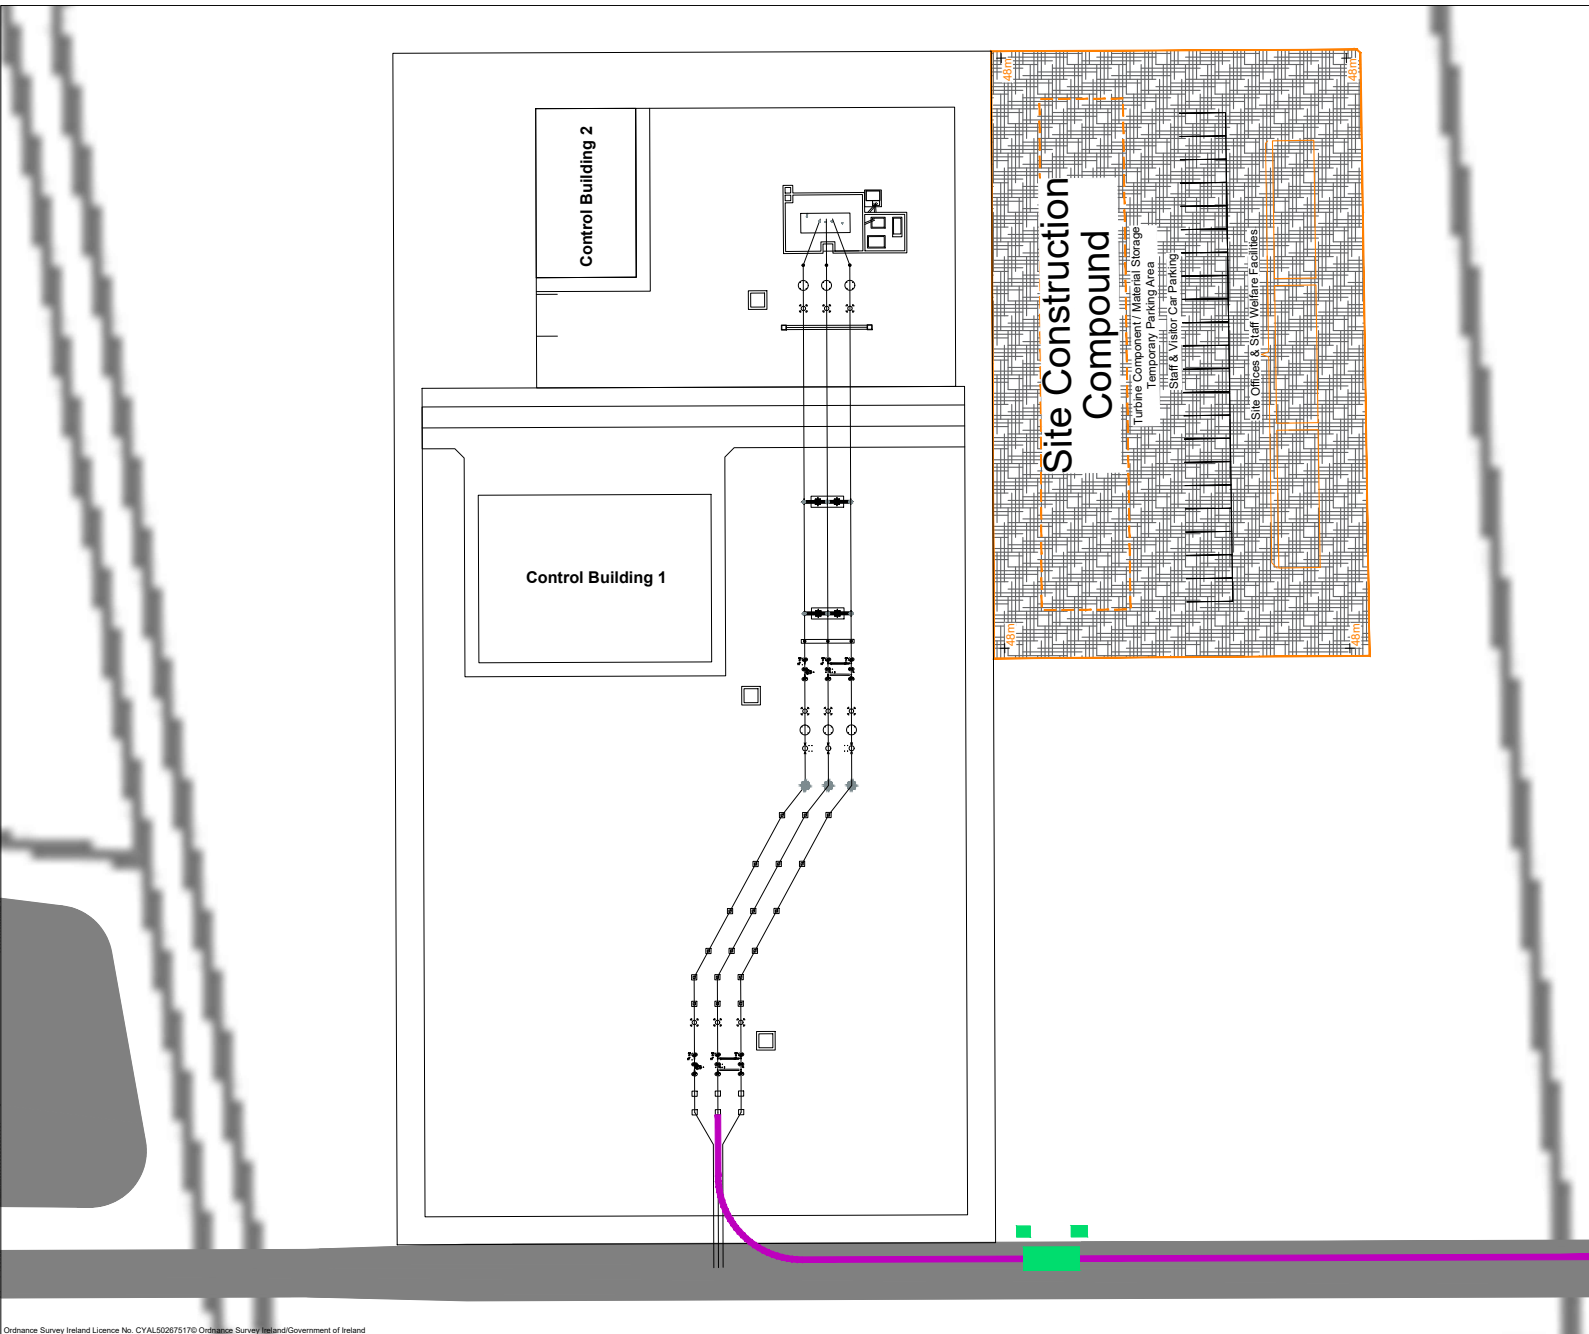 48m
48m
Control Building 2
Site Construction
Compound
Turbine Component / Material Storage
Temporary Parking Area
Staff & Visitor Car Parking
Site Offices & Staff Welfare Facilities
Control Building 1
48m
48m
Ordnance Survey Ireland Licence No. CYAL50267517© Ordnance Survey Ireland/Government of Ireland